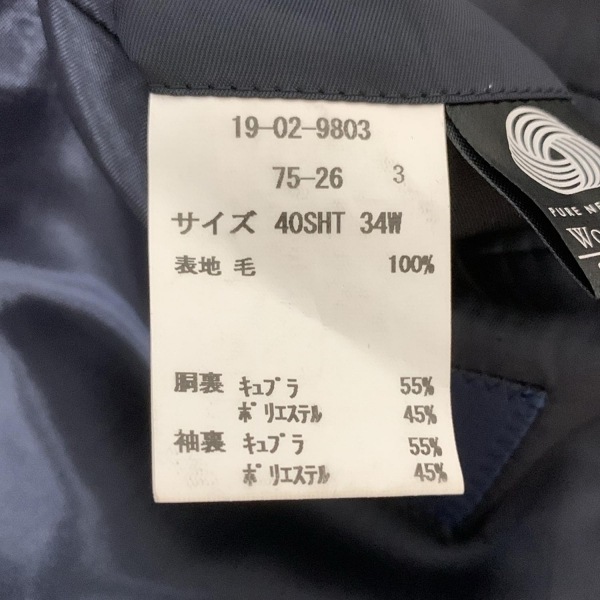 19-02-9803
75-26 3
サイズ 40SHT 34W
表地 毛 100%
胴裏 キュプラ 55%
ポリエステル 45%
袖裏 キュプラ 55%
ポリエステル 45%
PURE